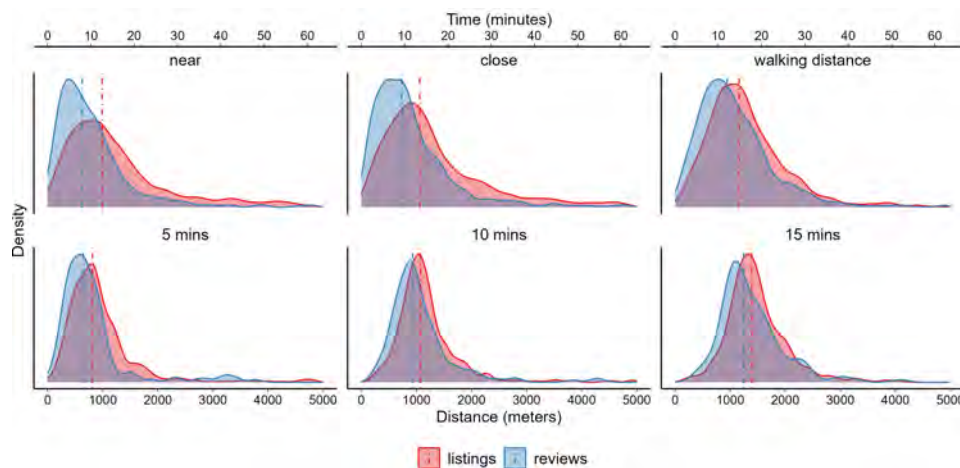 Time (minutes)
0 10 20 30 40 50 60 0 10 20 30 40 50 60 0 10 20 30 40 50 60
near close walking distance
Density
5 mins 10 mins 15 mins
0 1000 2000 3000 4000 5000 0 1000 2000 3000 4000 5000 0 1000 2000 3000 4000 5000
Distance (meters)
listings reviews